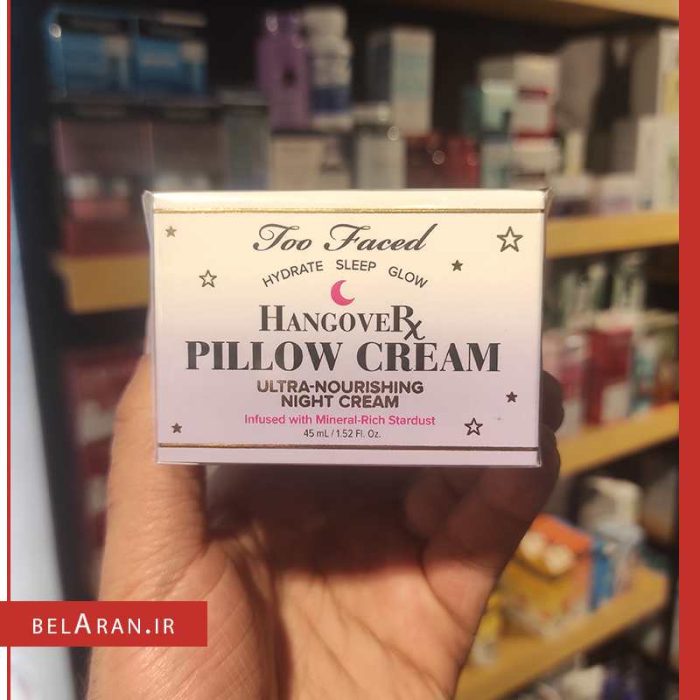 Too Faced
HYDRATE SLEEP GLOW
HANGOVERx
PILLOW CREAM
ULTRA-NOURISHING
NIGHT CREAM
Infused with Mineral-Rich Stardust
45 mL / 1.52 Fl. Oz.
BELARAN.IR